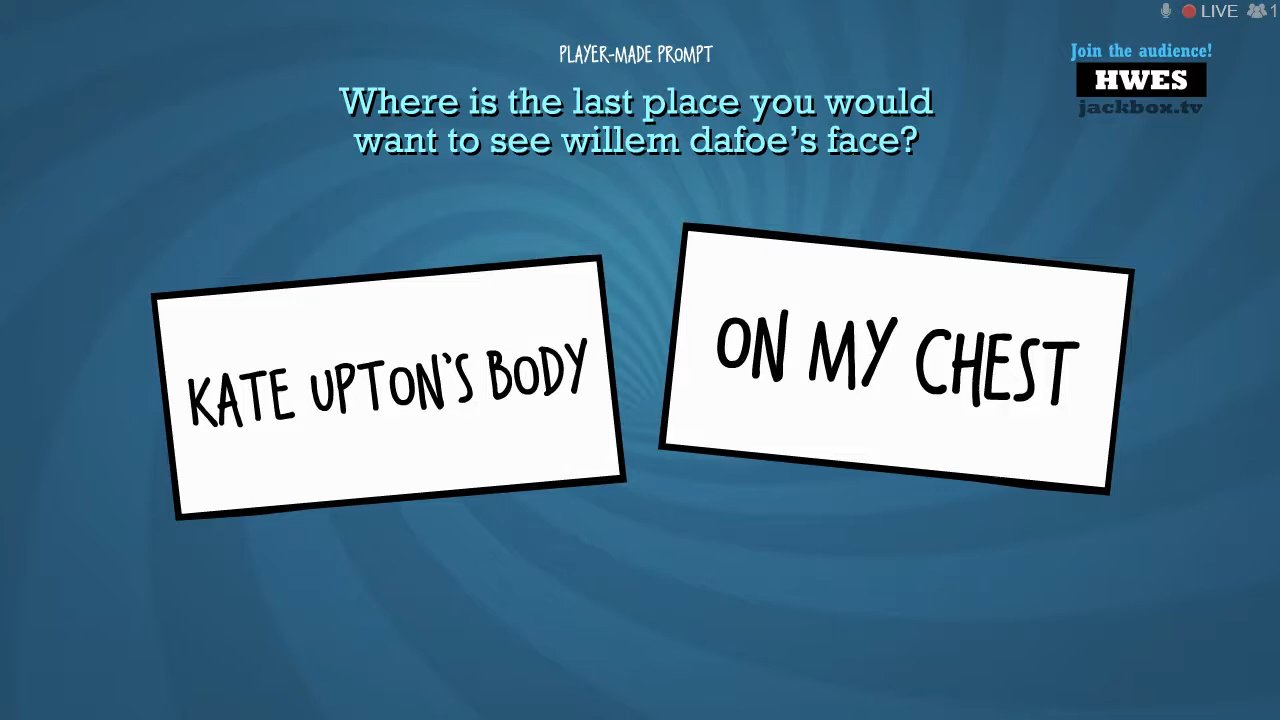 LIVE 1
PLAYER-MADE PROMPT
Join the audience!
HWES
jackbox.tv
Where is the last place you would
want to see willem dafoe's face?
KATE UPTON'S BODY
ON MY CHEST